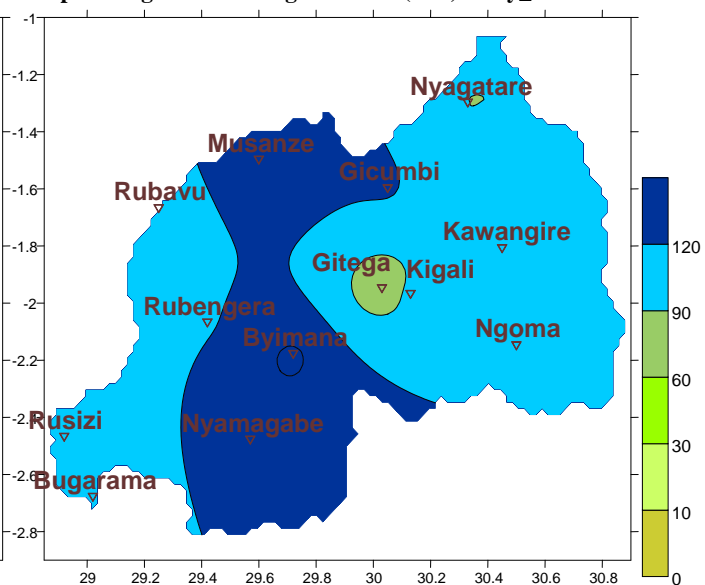 -1
-1.2
Nyagatare
-1.4
Musanze
Gicumbi
-1.6
Rubavu
-1.8
Kawangire
Gitega Kigali
-2
Rubengera
Ngoma
Byimana
-2.2
-2.4
Rusizi
Nyamagabe
-2.6
Bugarama
-2.8
29 29.2 29.4 29.6 29.8 30 30.2 30.4 30.6 30.8
120
90
60
30
10
0